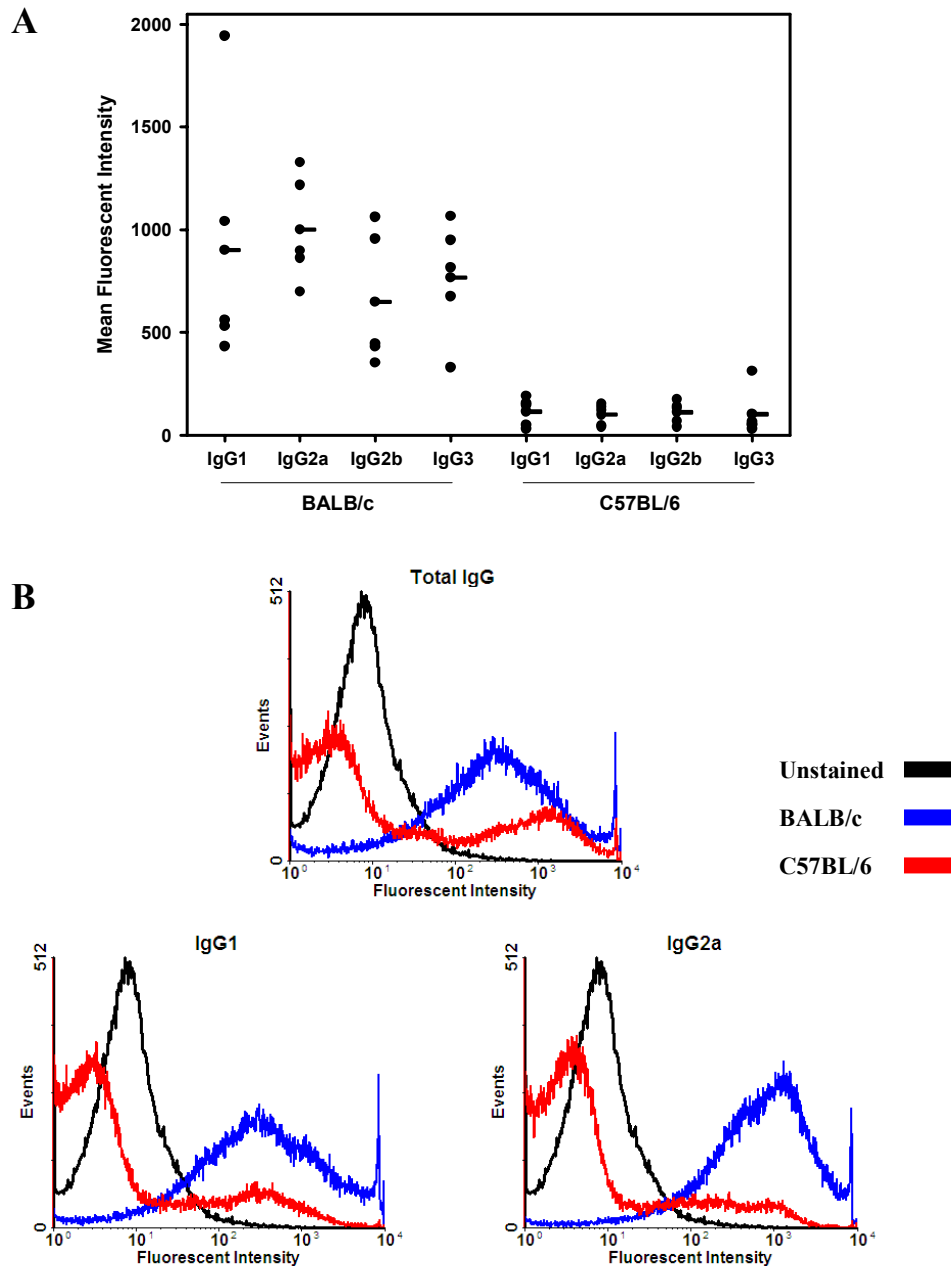 A
2000
1500
1000
500
0
Mean Fluorescent Intensity
IgG1 IgG2a IgG2b IgG3 IgG1 IgG2a IgG2b IgG3
BALB/c C57BL/6
B
Total IgG
512
Events
0
10^0 10^1 10^2 10^3 10^4
Fluorescent Intensity
Unstained
BALB/c
C57BL/6
IgG1
512
Events
0
10^0 10^1 10^2 10^3 10^4
Fluorescent Intensity
IgG2a
512
Events
0
10^0 10^1 10^2 10^3 10^4
Fluorescent Intensity